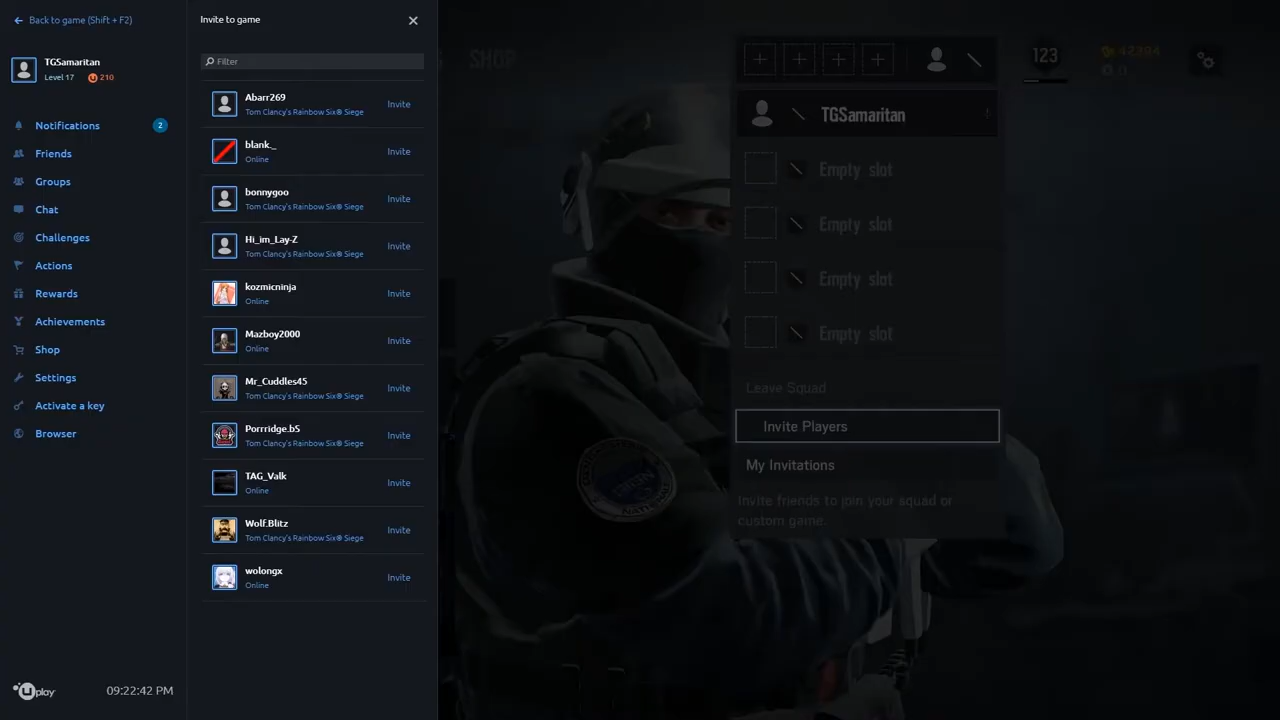 Back to game (Shift + F2)
TGSamaritan
Level 17
210
Notifications
2
Friends
Groups
Chat
Challenges
Actions
Rewards
Achievements
Shop
Settings
Activate a key
Browser
uplay
09:22:42 PM
Invite to game
Filter
Abarr269
Tom Clancy's Rainbow Six® Siege
Invite
blank._
Online
Invite
bonnygoo
Tom Clancy's Rainbow Six® Siege
Invite
Hi_im_Lay-Z
Tom Clancy's Rainbow Six® Siege
Invite
kozmicninja
Online
Invite
Mazboy2000
Online
Invite
Mr_Cuddles45
Tom Clancy's Rainbow Six® Siege
Invite
Porrridge.b5
Tom Clancy's Rainbow Six® Siege
Invite
TAG_Valk
Online
Invite
Wolf.Blitz
Tom Clancy's Rainbow Six® Siege
Invite
wolongx
Online
Invite
SHOP
123
42394
0
TGSamaritan
Empty slot
Empty slot
Empty slot
Empty slot
Leave Squad
Invite Players
My Invitations
Invite friends to join your squad or
custom game.